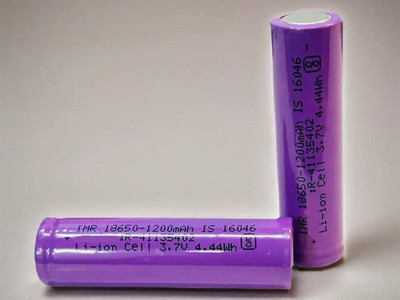 IMR 18650-1200mAH IS 16046
+ :R-41135402
Li-ion Cell 3.7V 4.44Wh
IMR 18650-1200mAH IS 16046 -
:R-41135402
+ Li-ion Cell 3.7V 4.44Wh